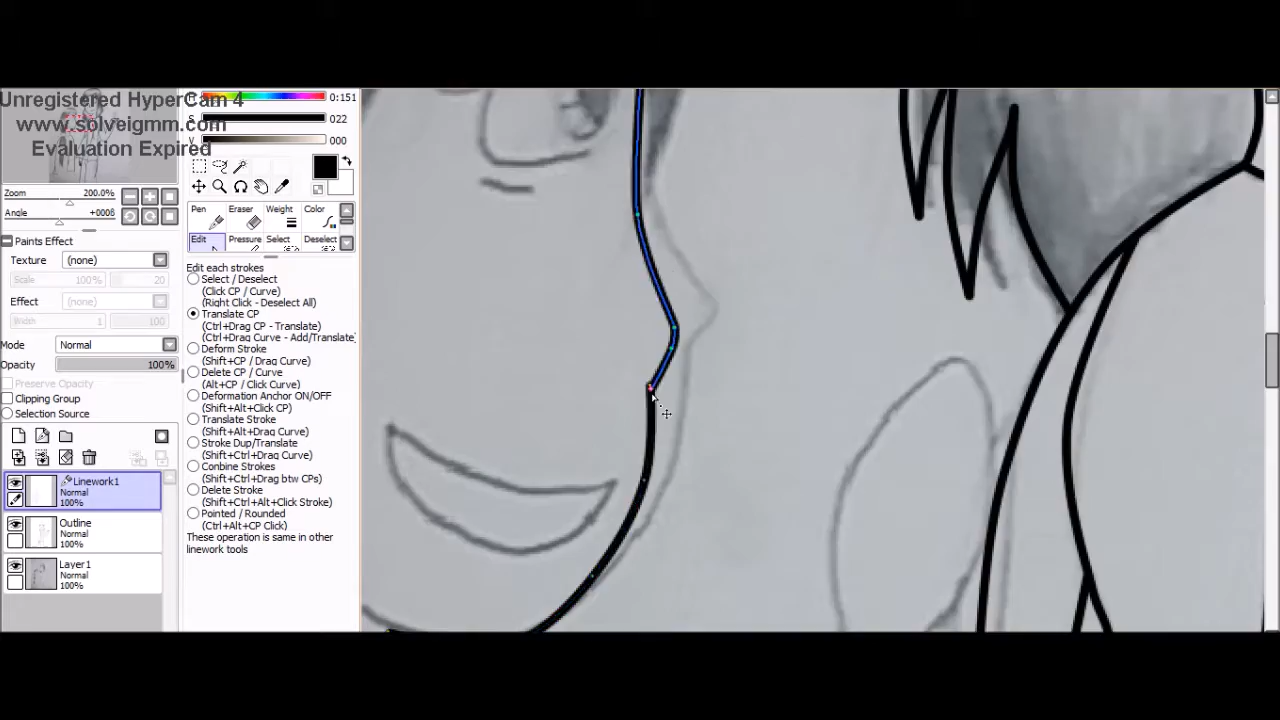 Unregistered HyperCam 4
www.solveigmm.com
Evaluation Expired
0:151
S 022
V 000
Zoom 200.0%
Angle +000ß
Paints Effect
Texture (none)
Scale 100% 20
Effect (none)
Width 1 100
Mode Normal
Opacity 100%
Preserve Opacity
Clipping Group
Selection Source
Linework1
Normal
100%
Outline
Normal
100%
Layer1
Normal
100%
Pen Eraser Weight Color
Edit Pressure Select Deselect
Edit each strokes
Select / Deselect
(Click CP / Curve)
(Right Click - Deselect All)
Translate CP
(Ctrl+Drag CP - Translate)
(Ctrl+Drag Curve - Add/Translate)
Deform Stroke
(Shift+CP / Drag Curve)
Delete CP / Curve
(Alt+CP / Click Curve)
Deformation Anchor ON/OFF
(Shift+Alt+Click CP)
Translate Stroke
(Shift+Alt+Drag Curve)
Stroke Dup/Translate
(Shift+Ctrl+Drag Curve)
Conbine Strokes
(Shift+Ctrl+Drag btw CPs)
Delete Stroke
(Shift+Ctrl+Alt+Click Stroke)
Pointed / Rounded
(Ctrl+Alt+CP Click)
These operation is same in other
linework tools